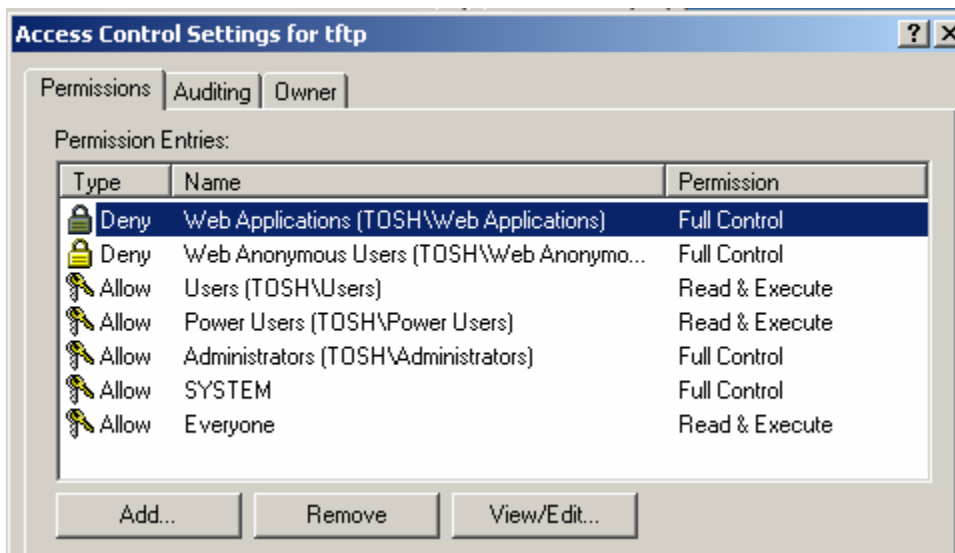 Access Control Settings for tftp
Permissions Auditing Owner
Permission Entries:
Type Name Permission
Deny Web Applications (TOSH\Web Applications) Full Control
Deny Web Anonymous Users (TOSH\Web Anonymo... Full Control
Allow Users (TOSH\Users) Read & Execute
Allow Power Users (TOSH\Power Users) Read & Execute
Allow Administrators (TOSH\Administrators) Full Control
Allow SYSTEM Full Control
Allow Everyone Read & Execute
Add... Remove View/Edit...